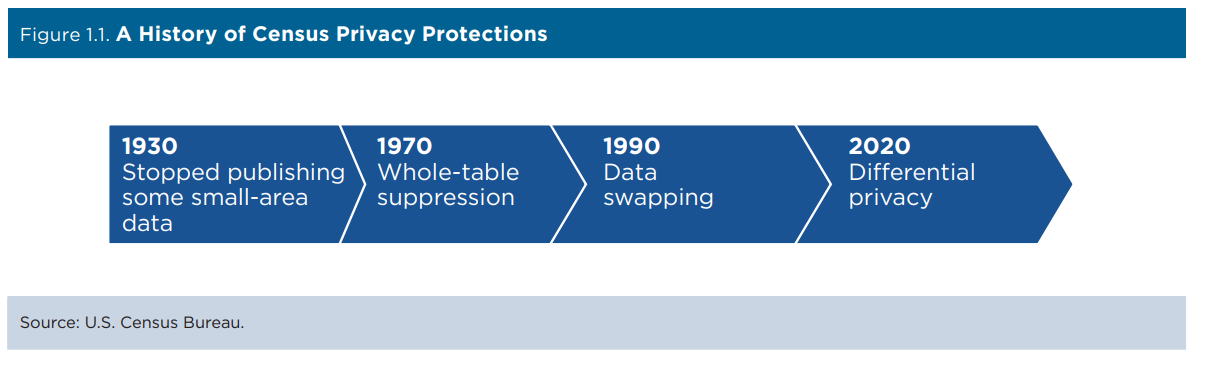 Figure 1.1. A History of Census Privacy Protections
1930
Stopped publishing
some small-area
data
1970
Whole-table
suppression
1990
Data
swapping
2020
Differential
privacy
Source: U.S. Census Bureau.